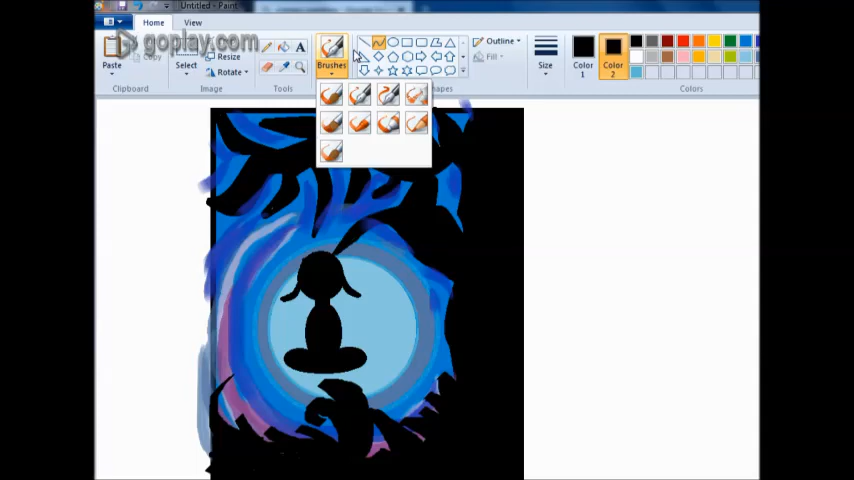 Untitled - Paint
Home
View
goplay.com
Paste
Copy
Select
Resize
Rotate
A
Brushes
Outline
Fill
Size
Color 1
Color 2
Clipboard
Image
Tools
Shapes
Colors